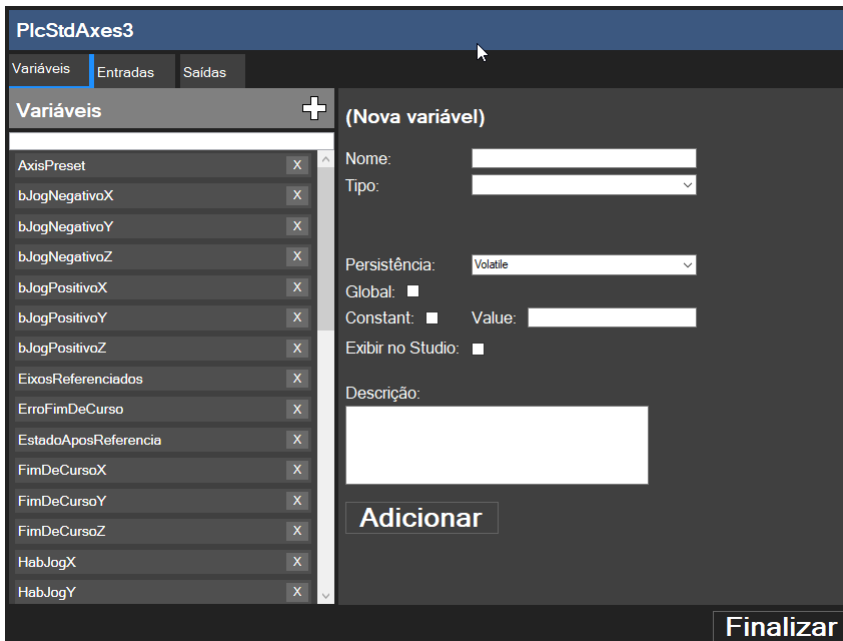 PlcStdAxes3
Variáveis Entradas Saídas
Variáveis
AxisPreset X
bJogNegativoX X
bJogNegativoY X
bJogNegativoZ X
bJogPositivoX X
bJogPositivoY X
bJogPositivoZ X
EixosReferenciados X
ErroFimDeCurso X
EstadoAposReferencia X
FimDeCursoX X
FimDeCursoY X
FimDeCursoZ X
HabJogX X
HabJogY X
(Nova variável)
Nome:
Tipo:
Persistência: Volatile
Global:
Constant: Value:
Exibir no Studio:
Descrição:
Adicionar
Finalizar